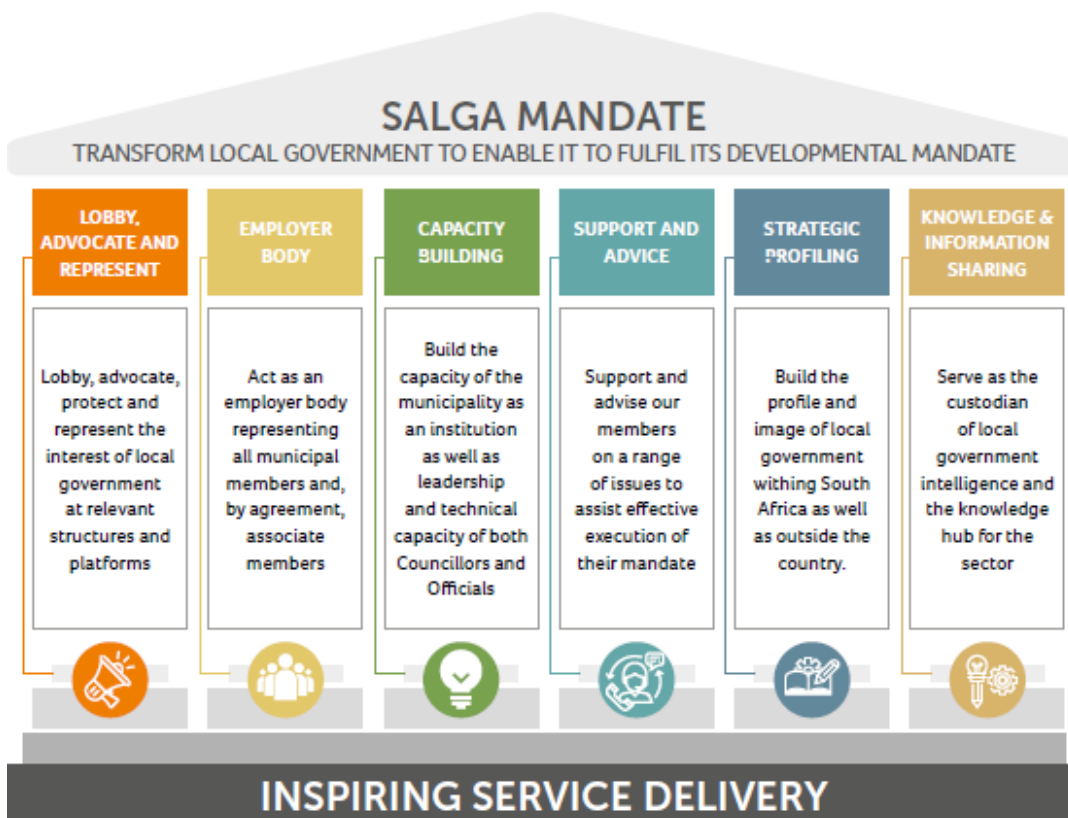 SALGA MANDATE
TRANSFORM LOCAL GOVERNMENT TO ENABLE IT TO FULFIL ITS DEVELOPMENTAL MANDATE
LOBBY,
ADVOCATE AND
REPRESENT
Lobby, advocate,
protect and
represent the
interest of local
government
at relevant
structures and
platforms
EMPLOYER
BODY
Act as an
employer body
representing
all municipal
members and,
by agreement,
associate
members
CAPACITY
BUILDING
Build the
capacity of the
municipality as
an institution
as well as
leadership
and technical
capacity of both
Councillors and
Officials
SUPPORT AND
ADVICE
Support and
advise our
members
on a range
of issues to
assist effective
execution of
their mandate
STRATEGIC
PROFILING
Build the
profile and
image of local
government
withing South
Africa as well
as outside the
country.
KNOWLEDGE &
INFORMATION
SHARING
Serve as the
custodian
of local
government
intelligence and
the knowledge
hub for the
sector
INSPIRING SERVICE DELIVERY